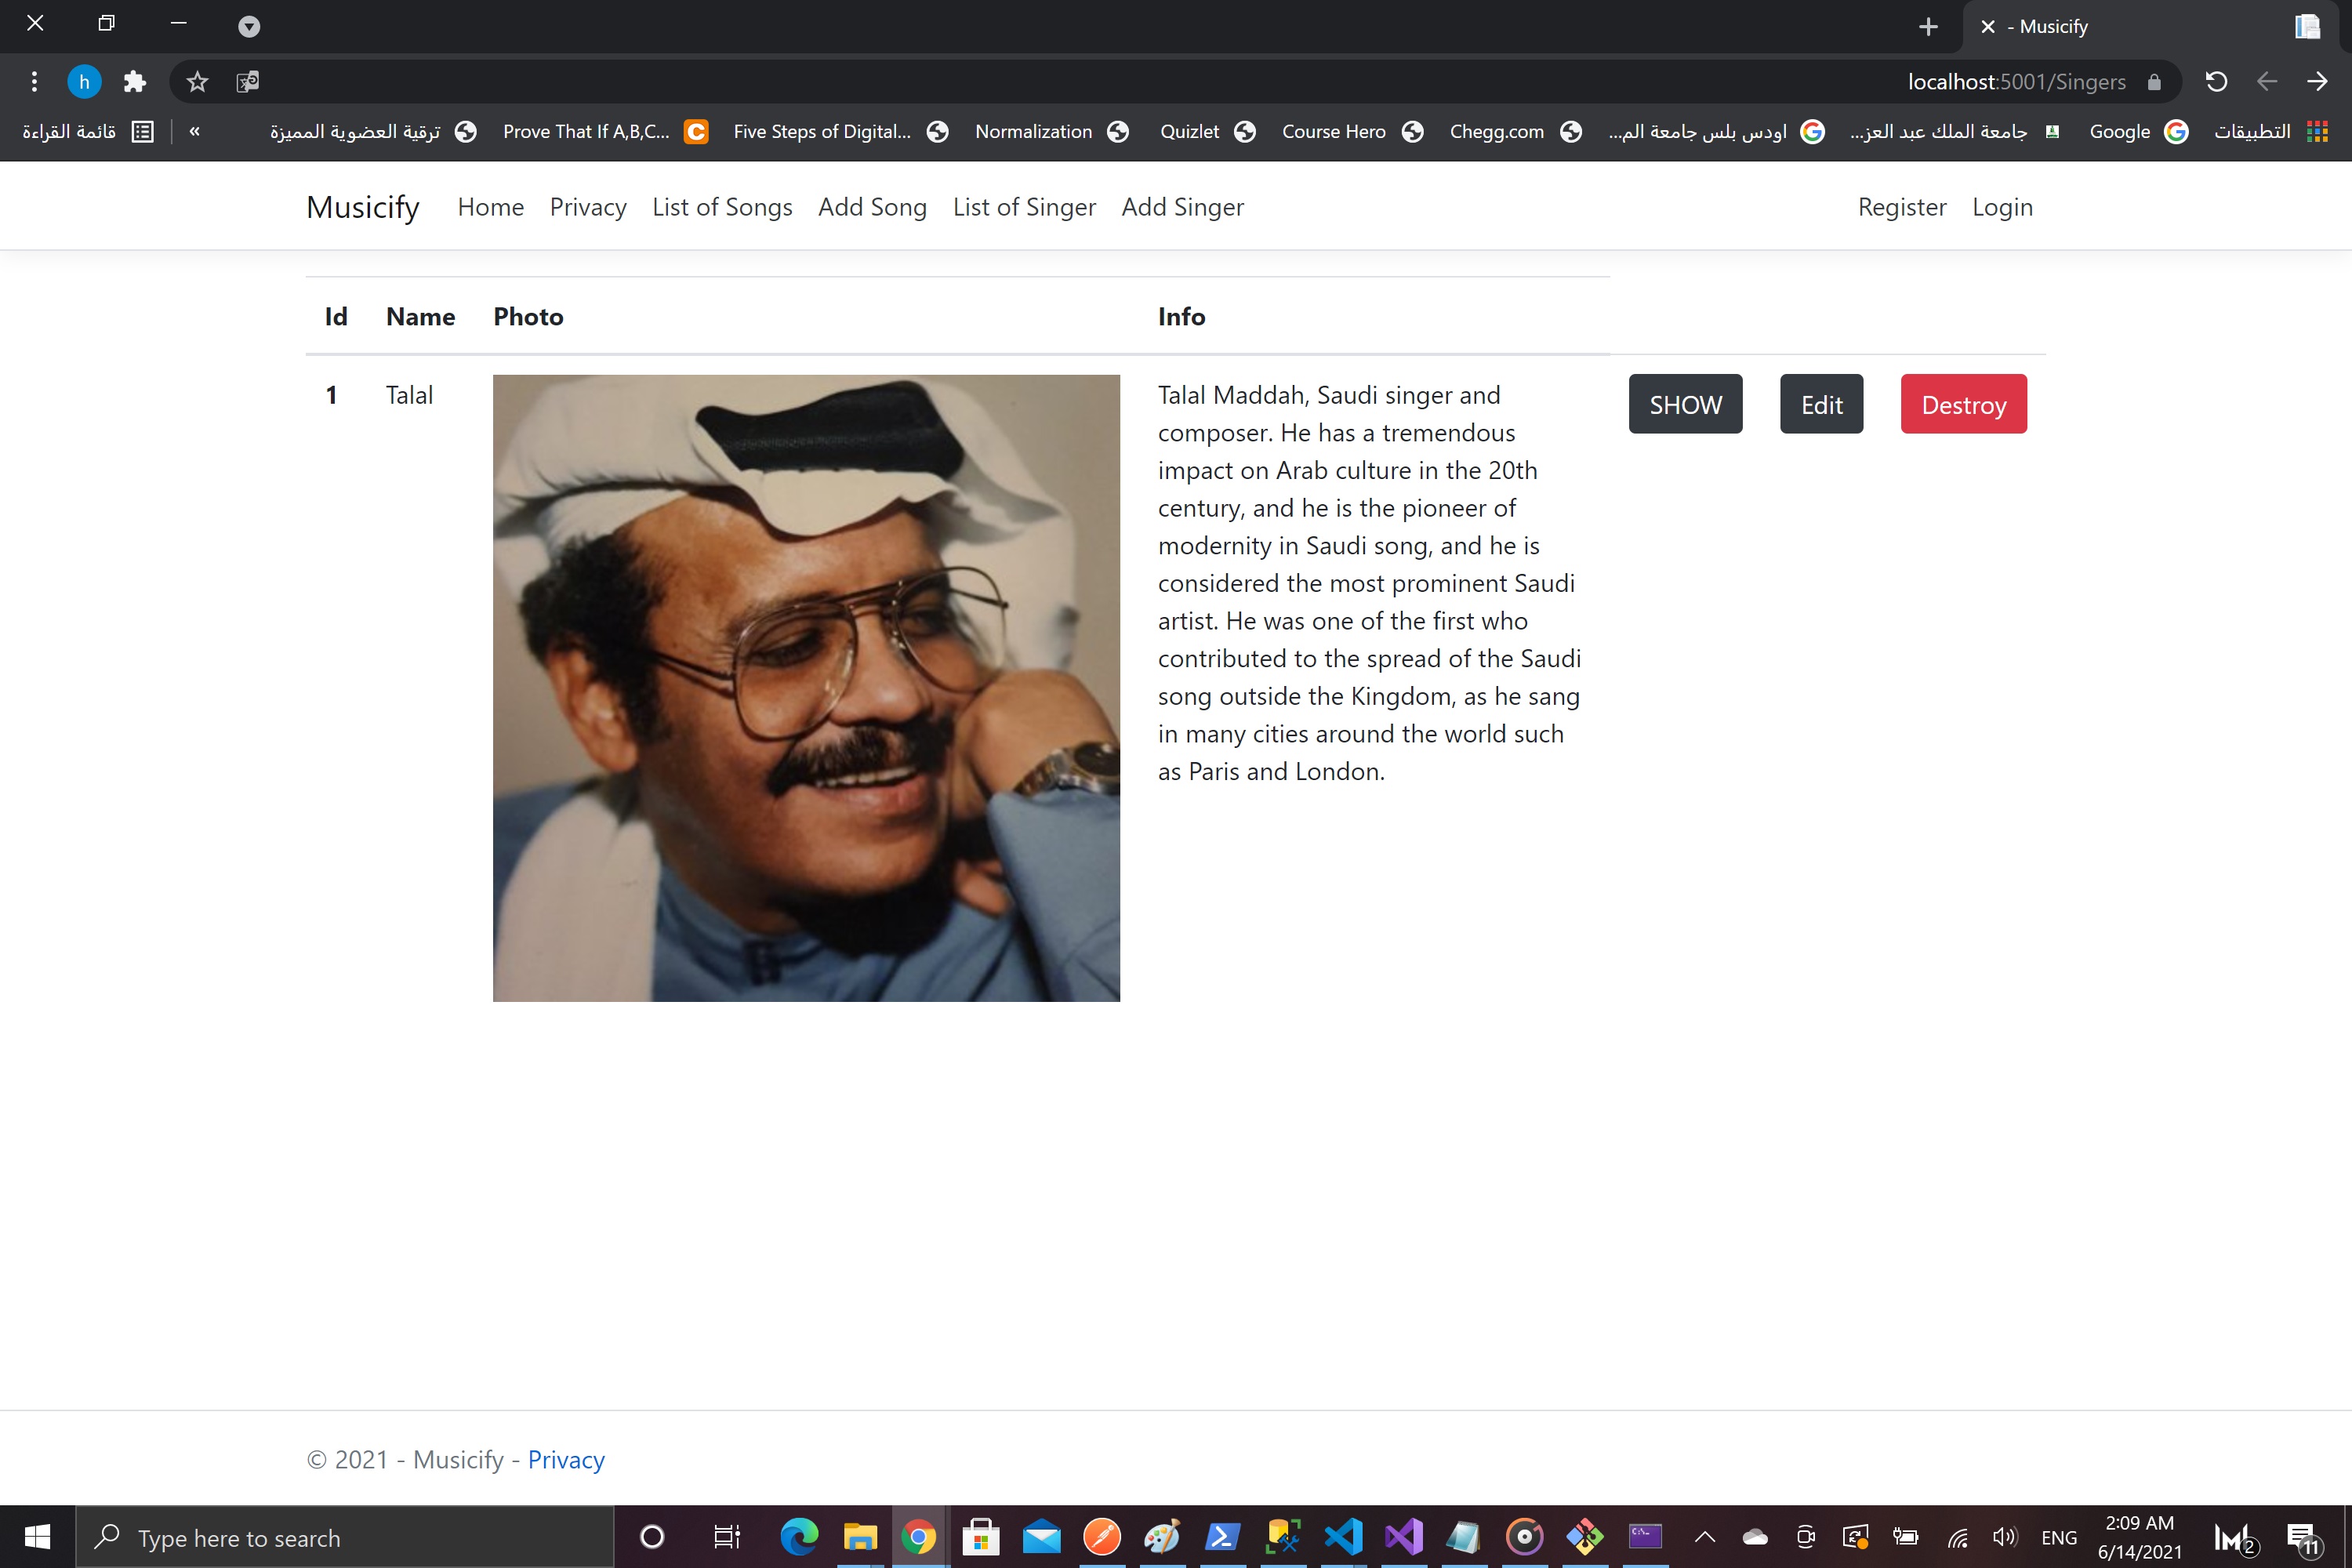 - Musicify
localhost:5001/Singers
التطبيقات
Google
جامعة الملك عبد العز...
اودس بلس جامعة الم...
Chegg.com
Course Hero
Quizlet
Normalization
Five Steps of Digital...
Prove That If A,B,C...
ترقية العضوية المميزة
«
قائمة القراءة
h
Musicify Home Privacy List of Songs Add Song List of Singer Add Singer Register Login
Id Name Photo Info
1 Talal
Talal Maddah, Saudi singer and
composer. He has a tremendous
impact on Arab culture in the 20th
century, and he is the pioneer of
modernity in Saudi song, and he is
considered the most prominent Saudi
artist. He was one of the first who
contributed to the spread of the Saudi
song outside the Kingdom, as he sang
in many cities around the world such
as Paris and London.
SHOW Edit Destroy
© 2021 - Musicify - Privacy
Type here to search
ENG
2:09 AM
6/14/2021
2
11